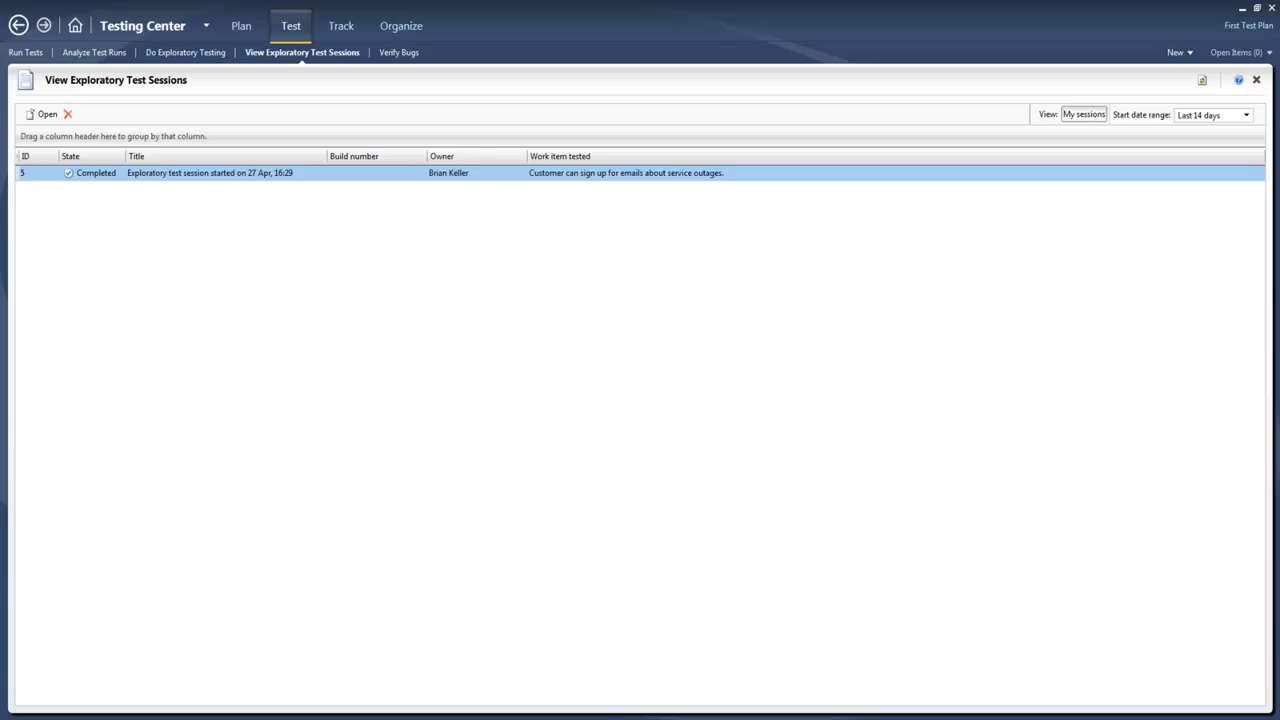 Testing Center Plan Test Track Organize First Test Plan
Run Tests Analyze Test Runs Do Exploratory Testing View Exploratory Test Sessions Verify Bugs New Open Items (0)
View Exploratory Test Sessions
Open View: My sessions Start date range: Last 14 days
Drag a column header here to group by that column.
ID State Title Build number Owner Work item tested
5 Completed Exploratory test session started on 27 Apr, 16:29 Brian Keller Customer can sign up for emails about service outages.